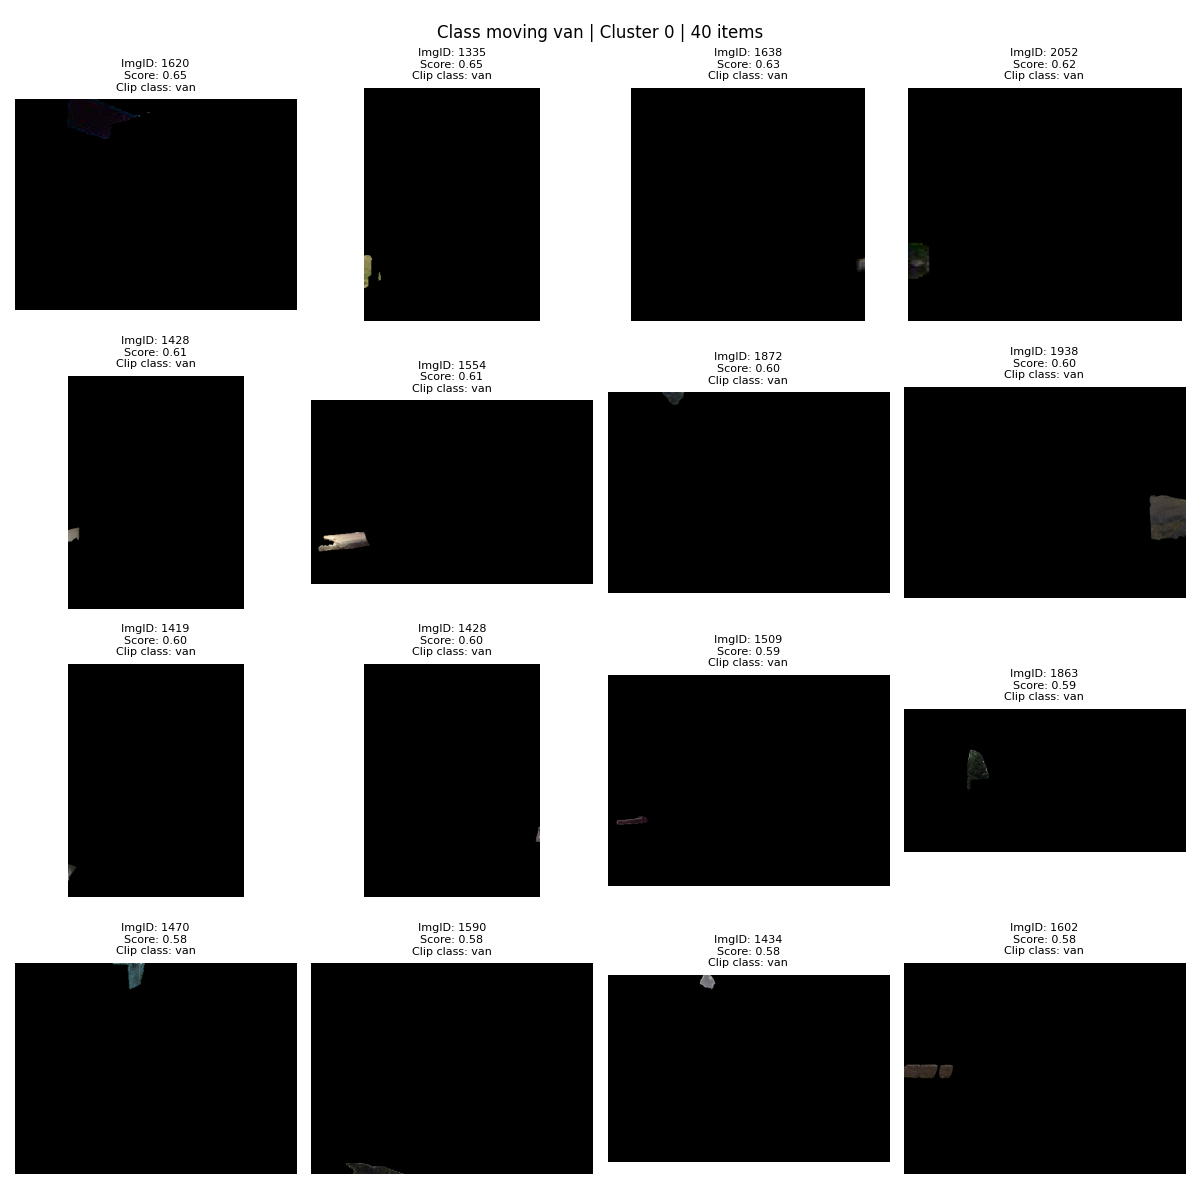 Class moving van | Cluster 0 | 40 items
ImgID: 1620
Score: 0.65
Clip class: van
ImgID: 1335
Score: 0.65
Clip class: van
ImgID: 1638
Score: 0.63
Clip class: van
ImgID: 2052
Score: 0.62
Clip class: van
ImgID: 1428
Score: 0.61
Clip class: van
ImgID: 1554
Score: 0.61
Clip class: van
ImgID: 1872
Score: 0.60
Clip class: van
ImgID: 1938
Score: 0.60
Clip class: van
ImgID: 1419
Score: 0.60
Clip class: van
ImgID: 1428
Score: 0.60
Clip class: van
ImgID: 1509
Score: 0.59
Clip class: van
ImgID: 1863
Score: 0.59
Clip class: van
ImgID: 1470
Score: 0.58
Clip class: van
ImgID: 1590
Score: 0.58
Clip class: van
ImgID: 1434
Score: 0.58
Clip class: van
ImgID: 1602
Score: 0.58
Clip class: van